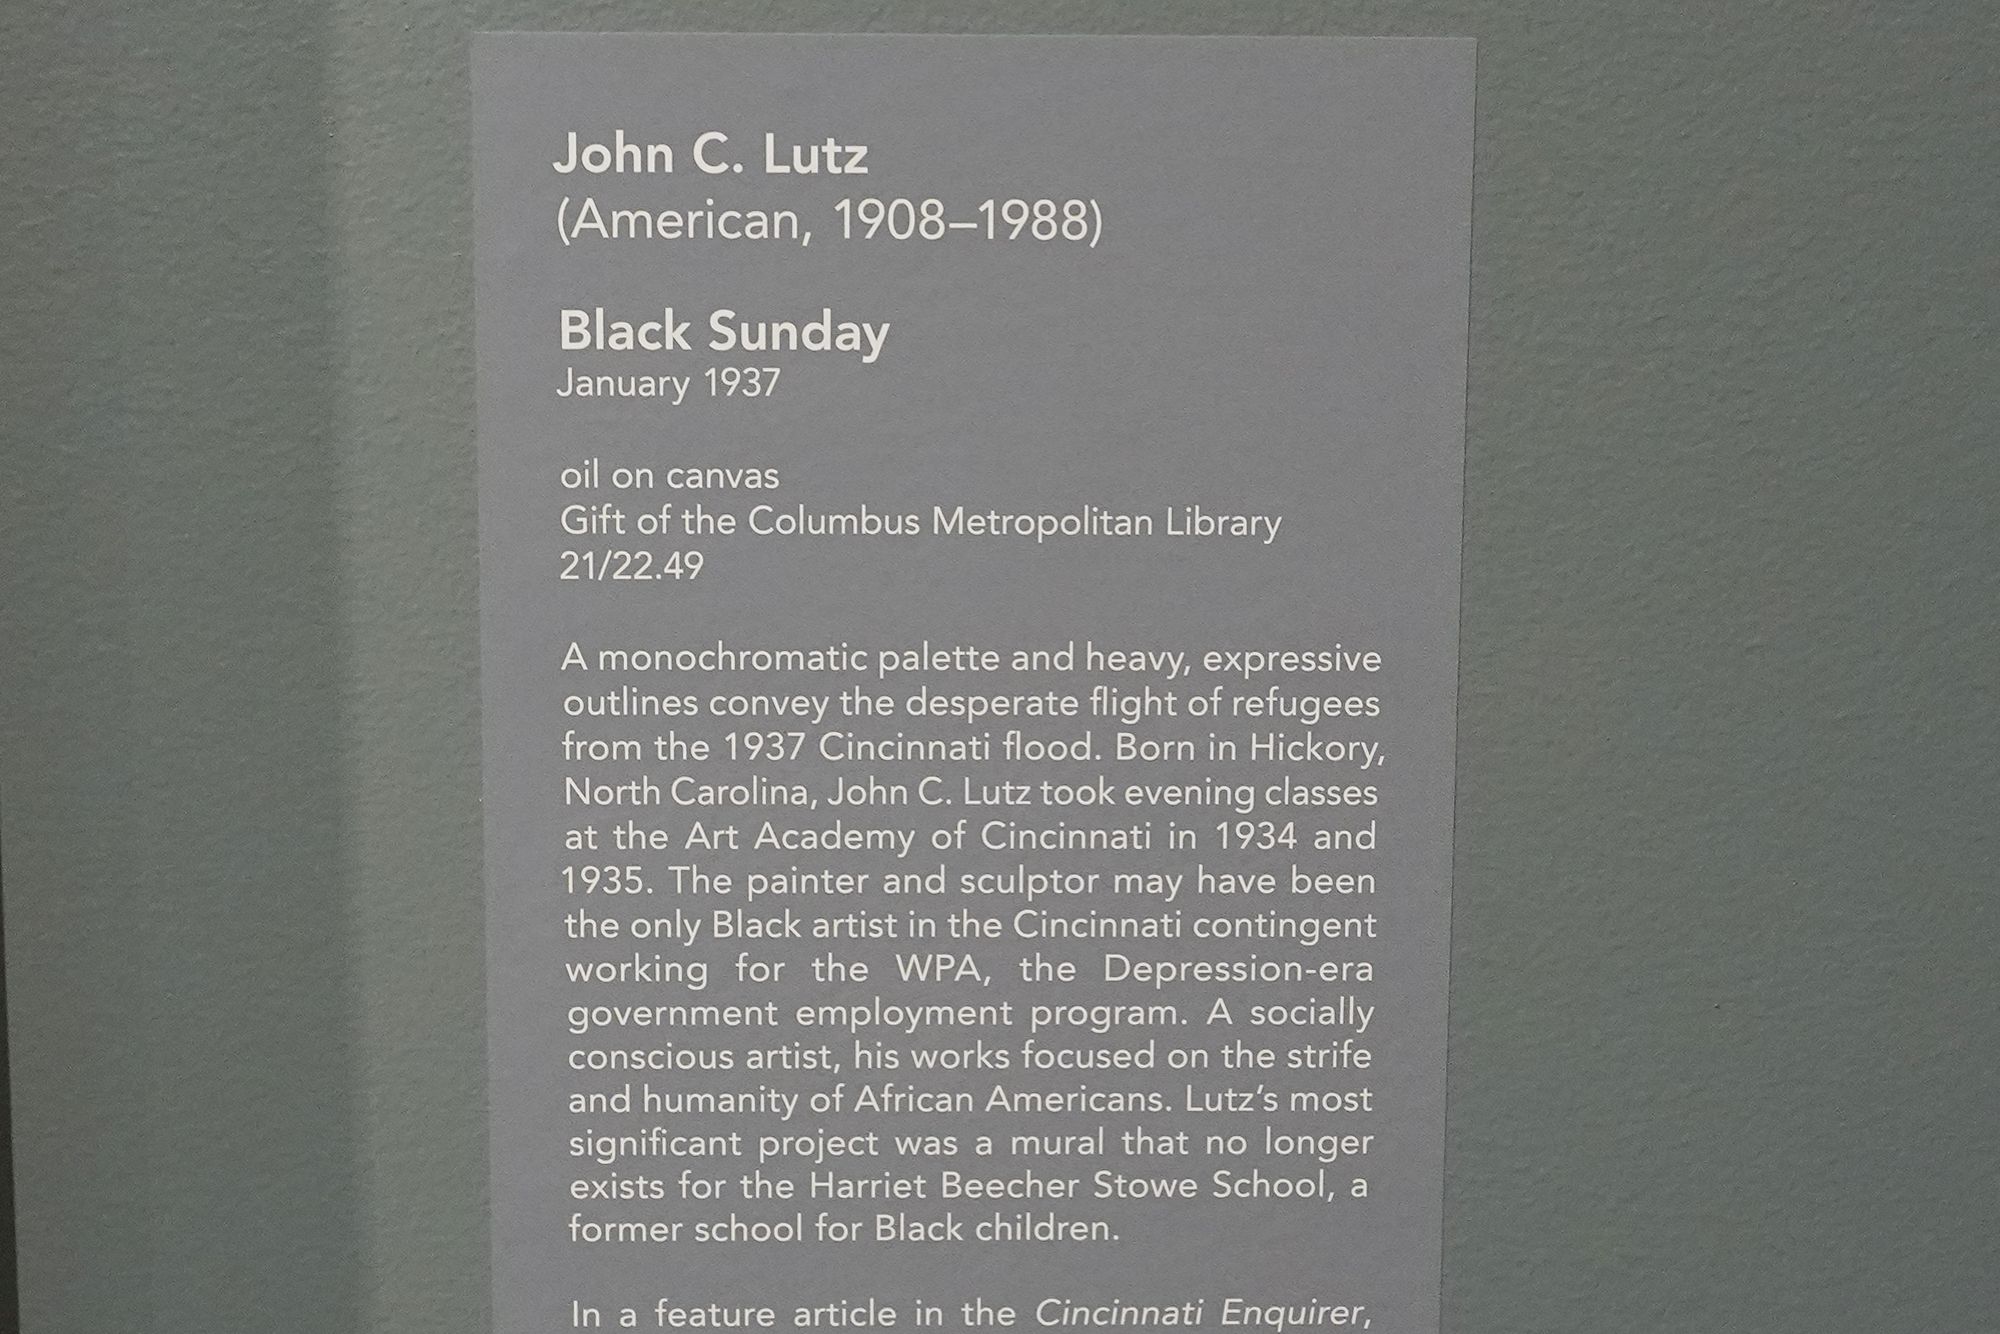 John C. Lutz
(American, 1908–1988)
Black Sunday
January 1937
oil on canvas
Gift of the Columbus Metropolitan Library
21/22.49
A monochromatic palette and heavy, expressive
outlines convey the desperate flight of refugees
from the 1937 Cincinnati flood. Born in Hickory,
North Carolina, John C. Lutz took evening classes
at the Art Academy of Cincinnati in 1934 and
1935. The painter and sculptor may have been
the only Black artist in the Cincinnati contingent
working for the WPA, the Depression-era
government employment program. A socially
conscious artist, his works focused on the strife
and humanity of African Americans. Lutz’s most
significant project was a mural that no longer
exists for the Harriet Beecher Stowe School, a
former school for Black children.
In a feature article in the Cincinnati Enquirer,